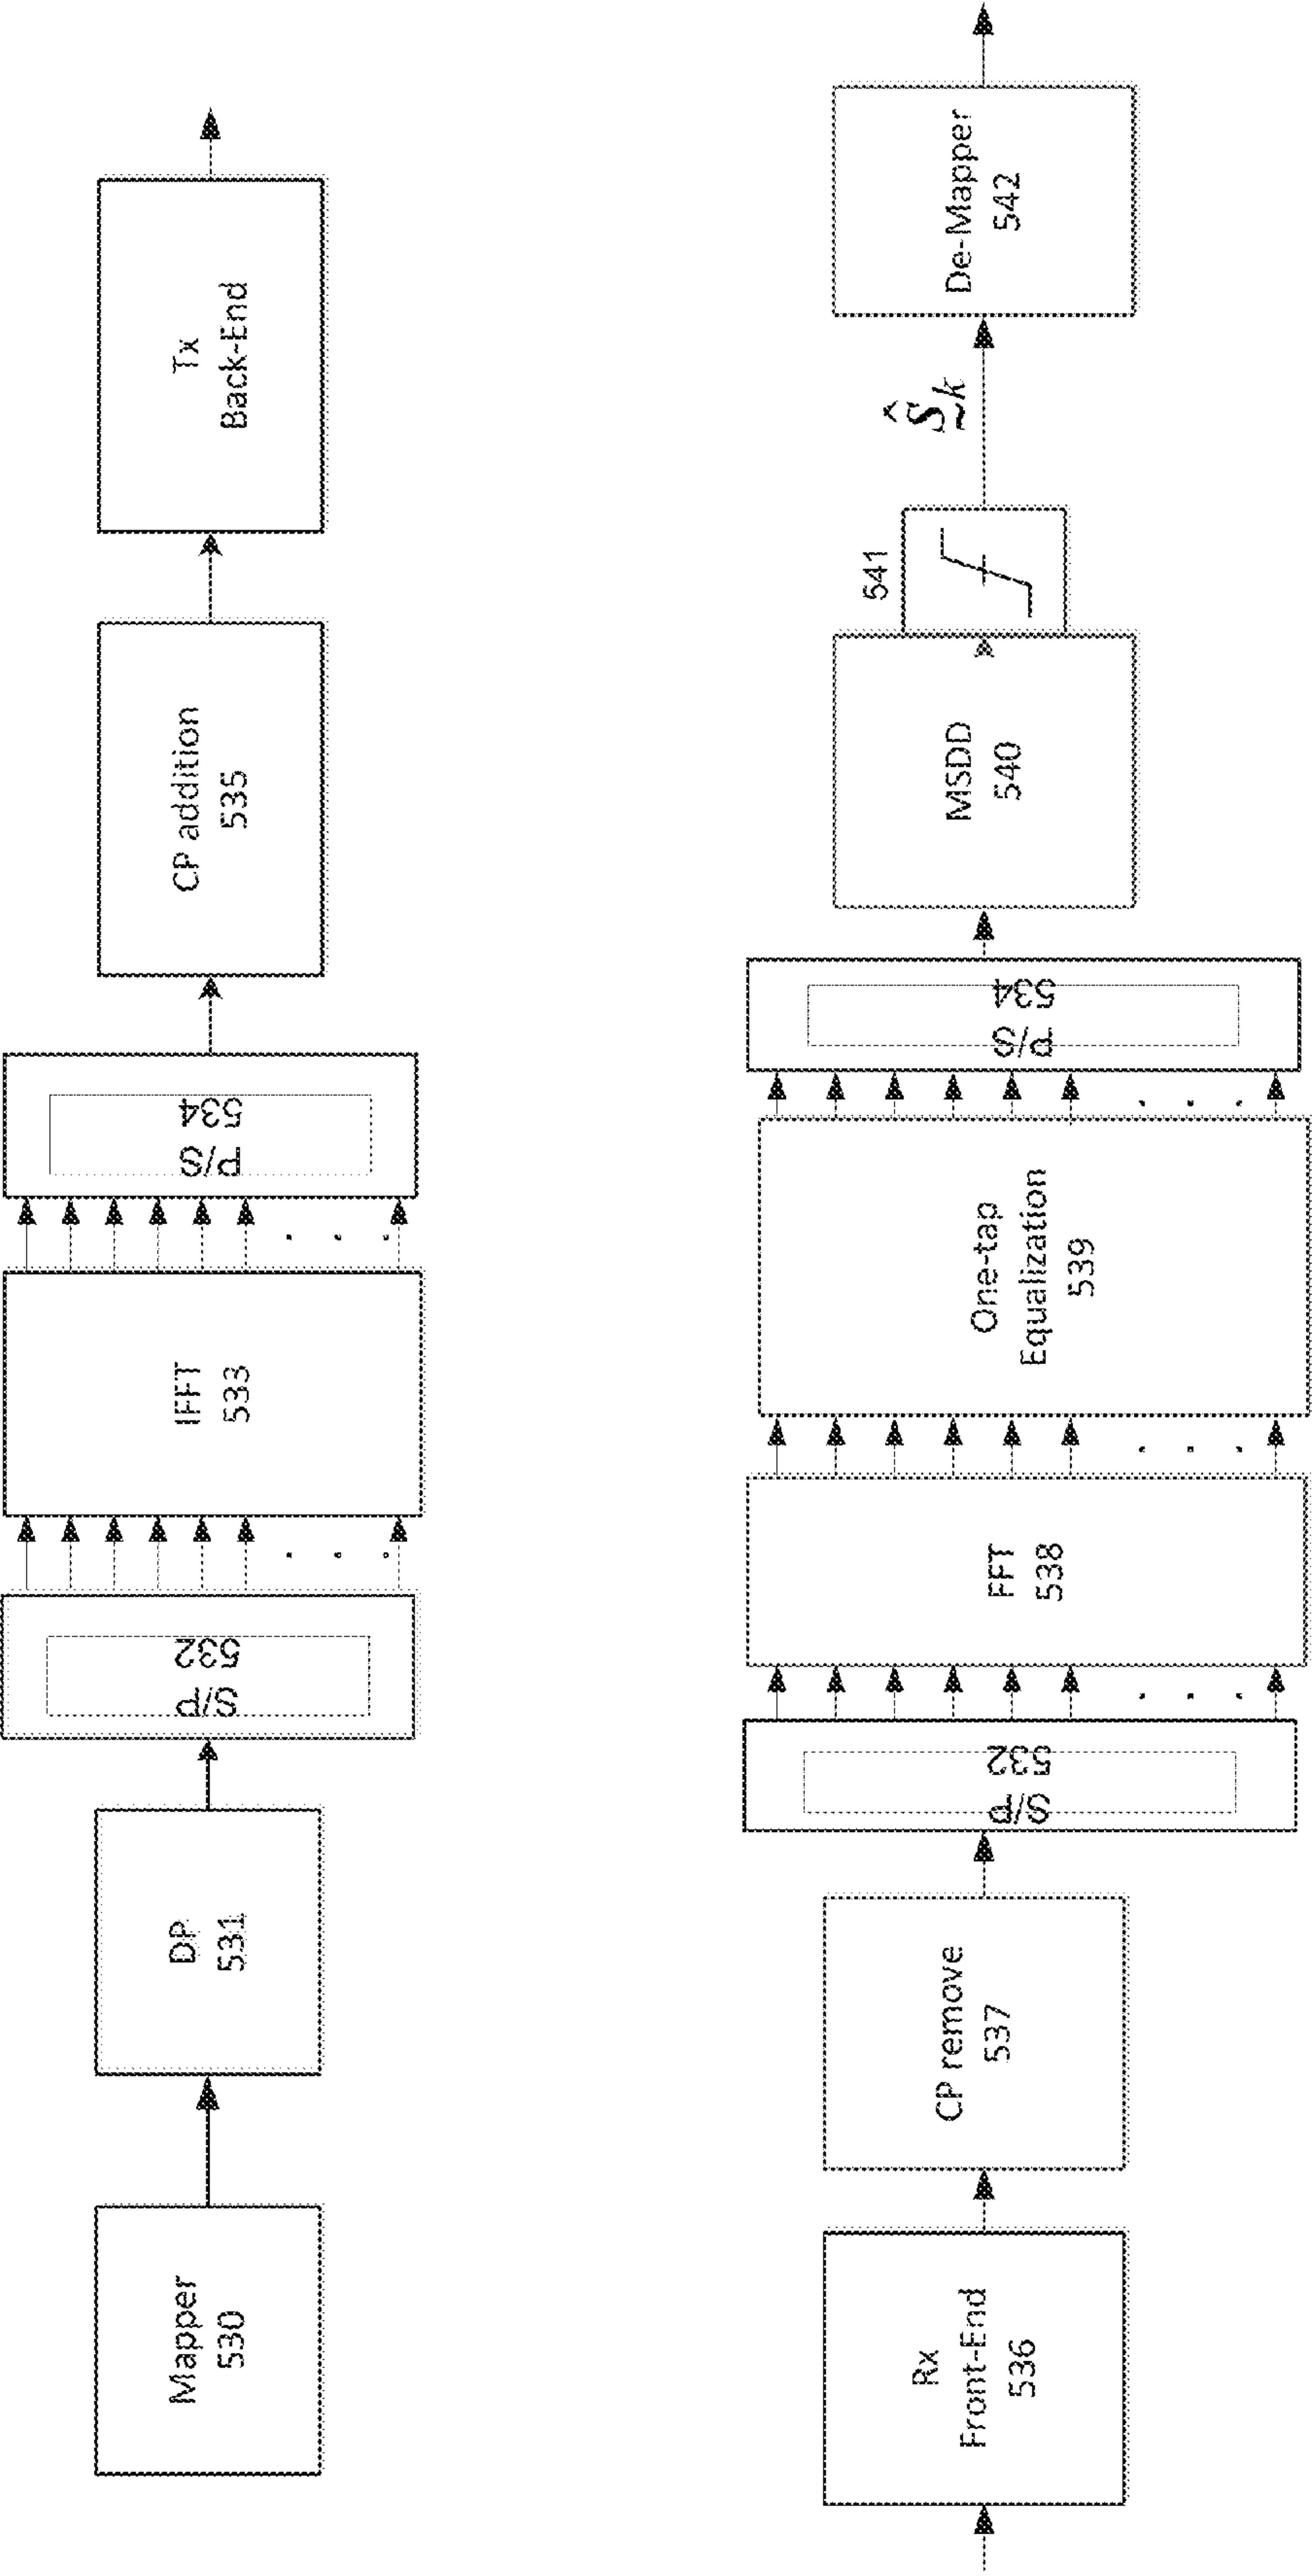 Mapper
530
DP
531
S/P
532
IFFT
533
P/S
534
CP addition
535
Tx
Back-End
Rx
Front-End
536
CP remove
537
S/P
532
FFT
538
One-tap
Equalization
539
P/S
534
MSDD
540
541
Ŝk
De-Mapper
542